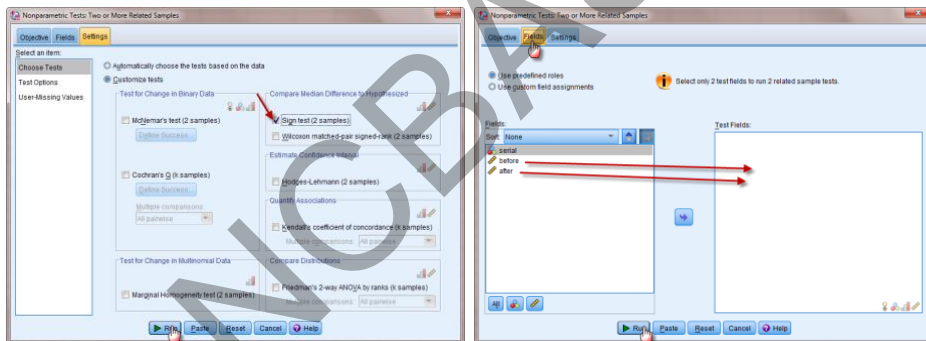 Nonparametric Tests: Two or More Related Samples
Objective Fields Settings
Select an item:
Choose Tests
Test Options
User-Missing Values
Automatically choose the tests based on the data
Customize tests
Test for Change in Binary Data
McNemar's test (2 samples)
Define Success...
Cochran's Q (k samples)
Define Success...
Multiple comparisons:
All pairwise
Test for Change in Multinomial Data
Marginal Homogeneity test (2 samples)
Compare Median Difference to Hypothesized
Sign test (2 samples)
Wilcoxon matched-pair signed-rank (2 samples)
Estimate Confidence Interval
Hodges-Lehmann (2 samples)
Quantify Associations
Kendall's coefficient of concordance (k samples)
Multiple comparisons: All pairwise
Compare Distributions
Friedman's 2-way ANOVA by ranks (k samples)
Multiple comparisons: All pairwise
Run Paste Reset Cancel Help
Nonparametric Tests: Two or More Related Samples
Objective Fields Settings
Use predefined roles
Use custom field assignments
Select only 2 test fields to run 2 related sample tests.
Fields:
Sort: None
serial
before
after
Test Fields:
Run Paste Reset Cancel Help
NCBA